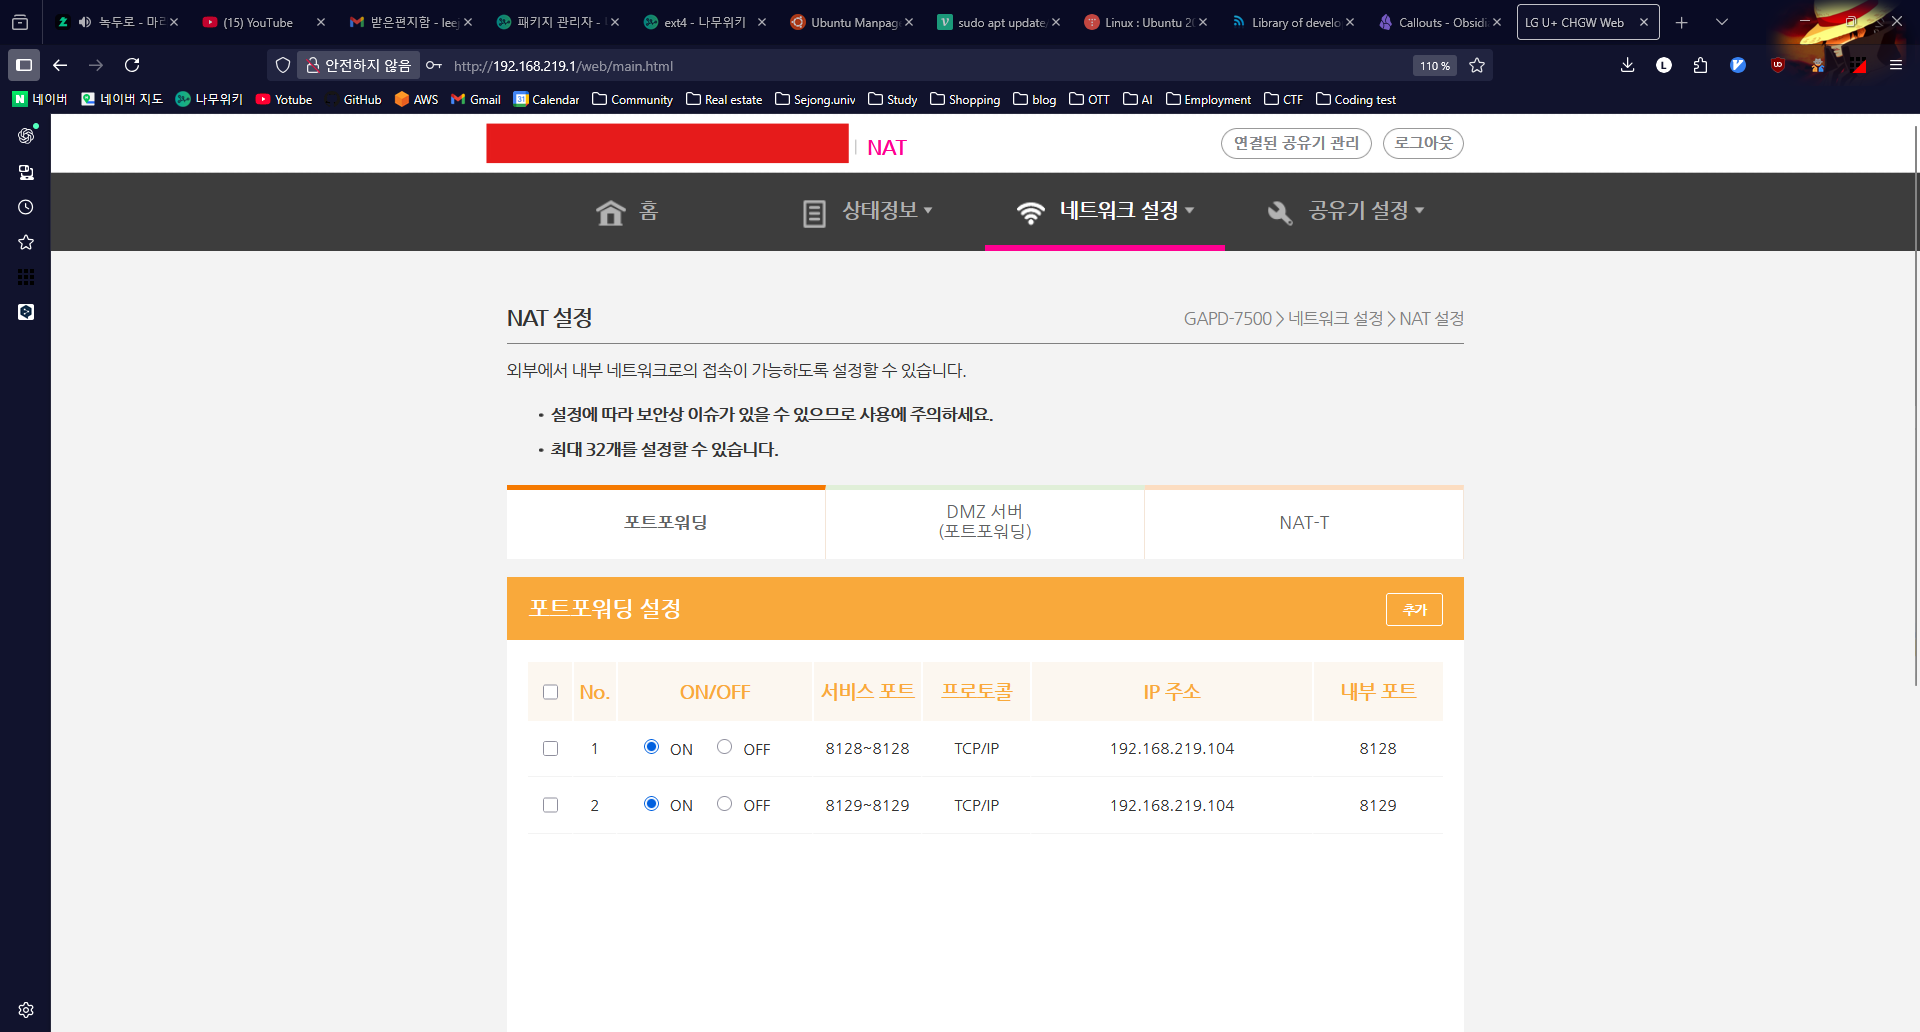 녹두로 - 마리
(15) YouTube
받은편지함 - lee
패키지 관리자 -
ext4 - 나무위키
Ubuntu Manpag
sudo apt update
Linux : Ubuntu 2
Library of develo
Callouts - Obsidi
LG U+ CHGW Web
안전하지 않음
http://192.168.219.1/web/main.html
110 %
네이버
네이버 지도
나무위키
Yotube
GitHub
AWS
Gmail
Calendar
Community
Real estate
Sejong.univ
Study
Shopping
blog
OTT
AI
Employment
CTF
Coding test
NAT
연결된 공유기 관리
로그아웃
홈
상태정보
네트워크 설정
공유기 설정
NAT 설정
GAPD-7500 > 네트워크 설정 > NAT 설정
외부에서 내부 네트워크로의 접속이 가능하도록 설정할 수 있습니다.
• 설정에 따라 보안상 이슈가 있을 수 있으므로 사용에 주의하세요.
• 최대 32개를 설정할 수 있습니다.
포트포워딩
DMZ 서버
(포트포워딩)
NAT-T
포트포워딩 설정
추가
No. ON/OFF 서비스 포트 프로토콜 IP 주소 내부 포트
1 ON OFF 8128~8128 TCP/IP 192.168.219.104 8128
2 ON OFF 8129~8129 TCP/IP 192.168.219.104 8129